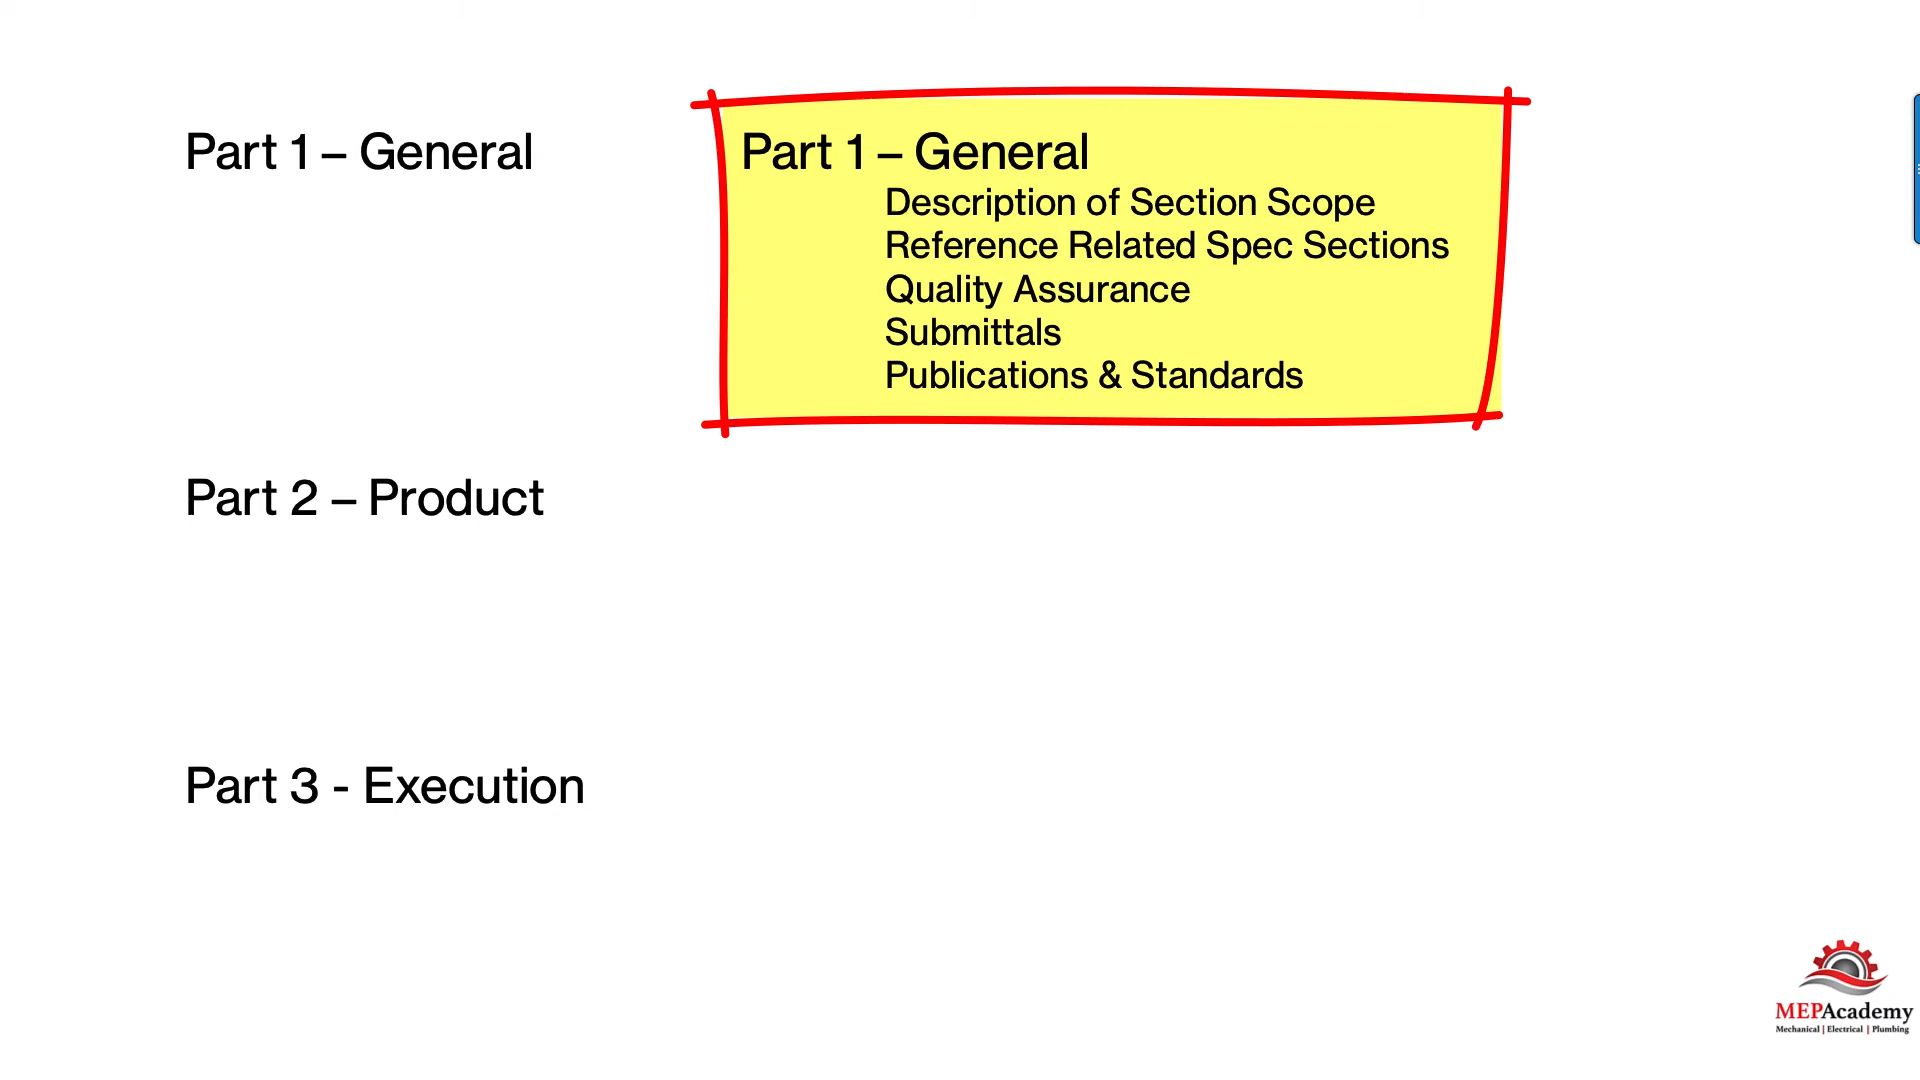 Part 1 – General
Part 1 – General
Description of Section Scope
Reference Related Spec Sections
Quality Assurance
Submittals
Publications & Standards
Part 2 – Product
Part 3 - Execution
MEPAcademy
Mechanical | Electrical | Plumbing